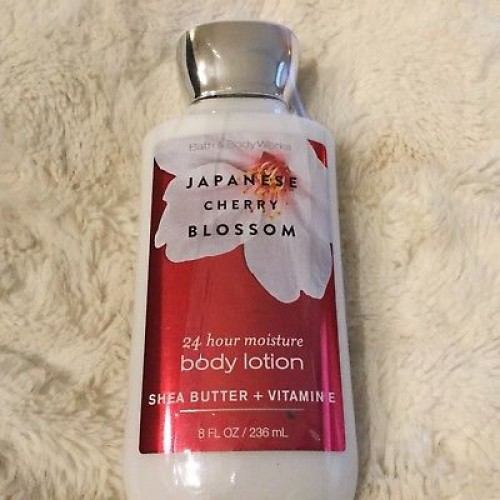 Bath & Body Works
JAPANESE
CHERRY
BLOSSOM
24 hour moisture
body lotion
SHEA BUTTER + VITAMIN E
8 FL OZ / 236 mL